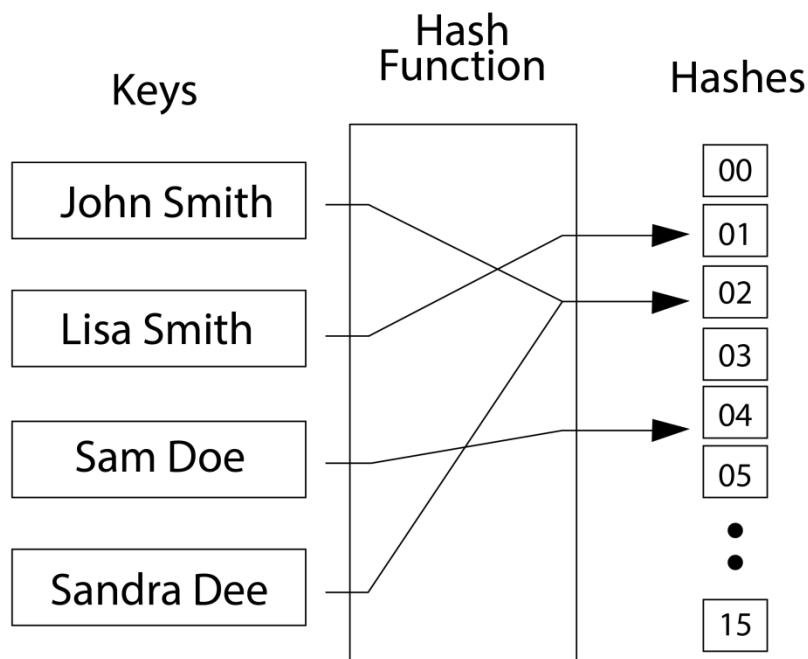 Hash
Function
Keys
Hashes
John Smith
Lisa Smith
Sam Doe
Sandra Dee
00
01
02
03
04
05
15